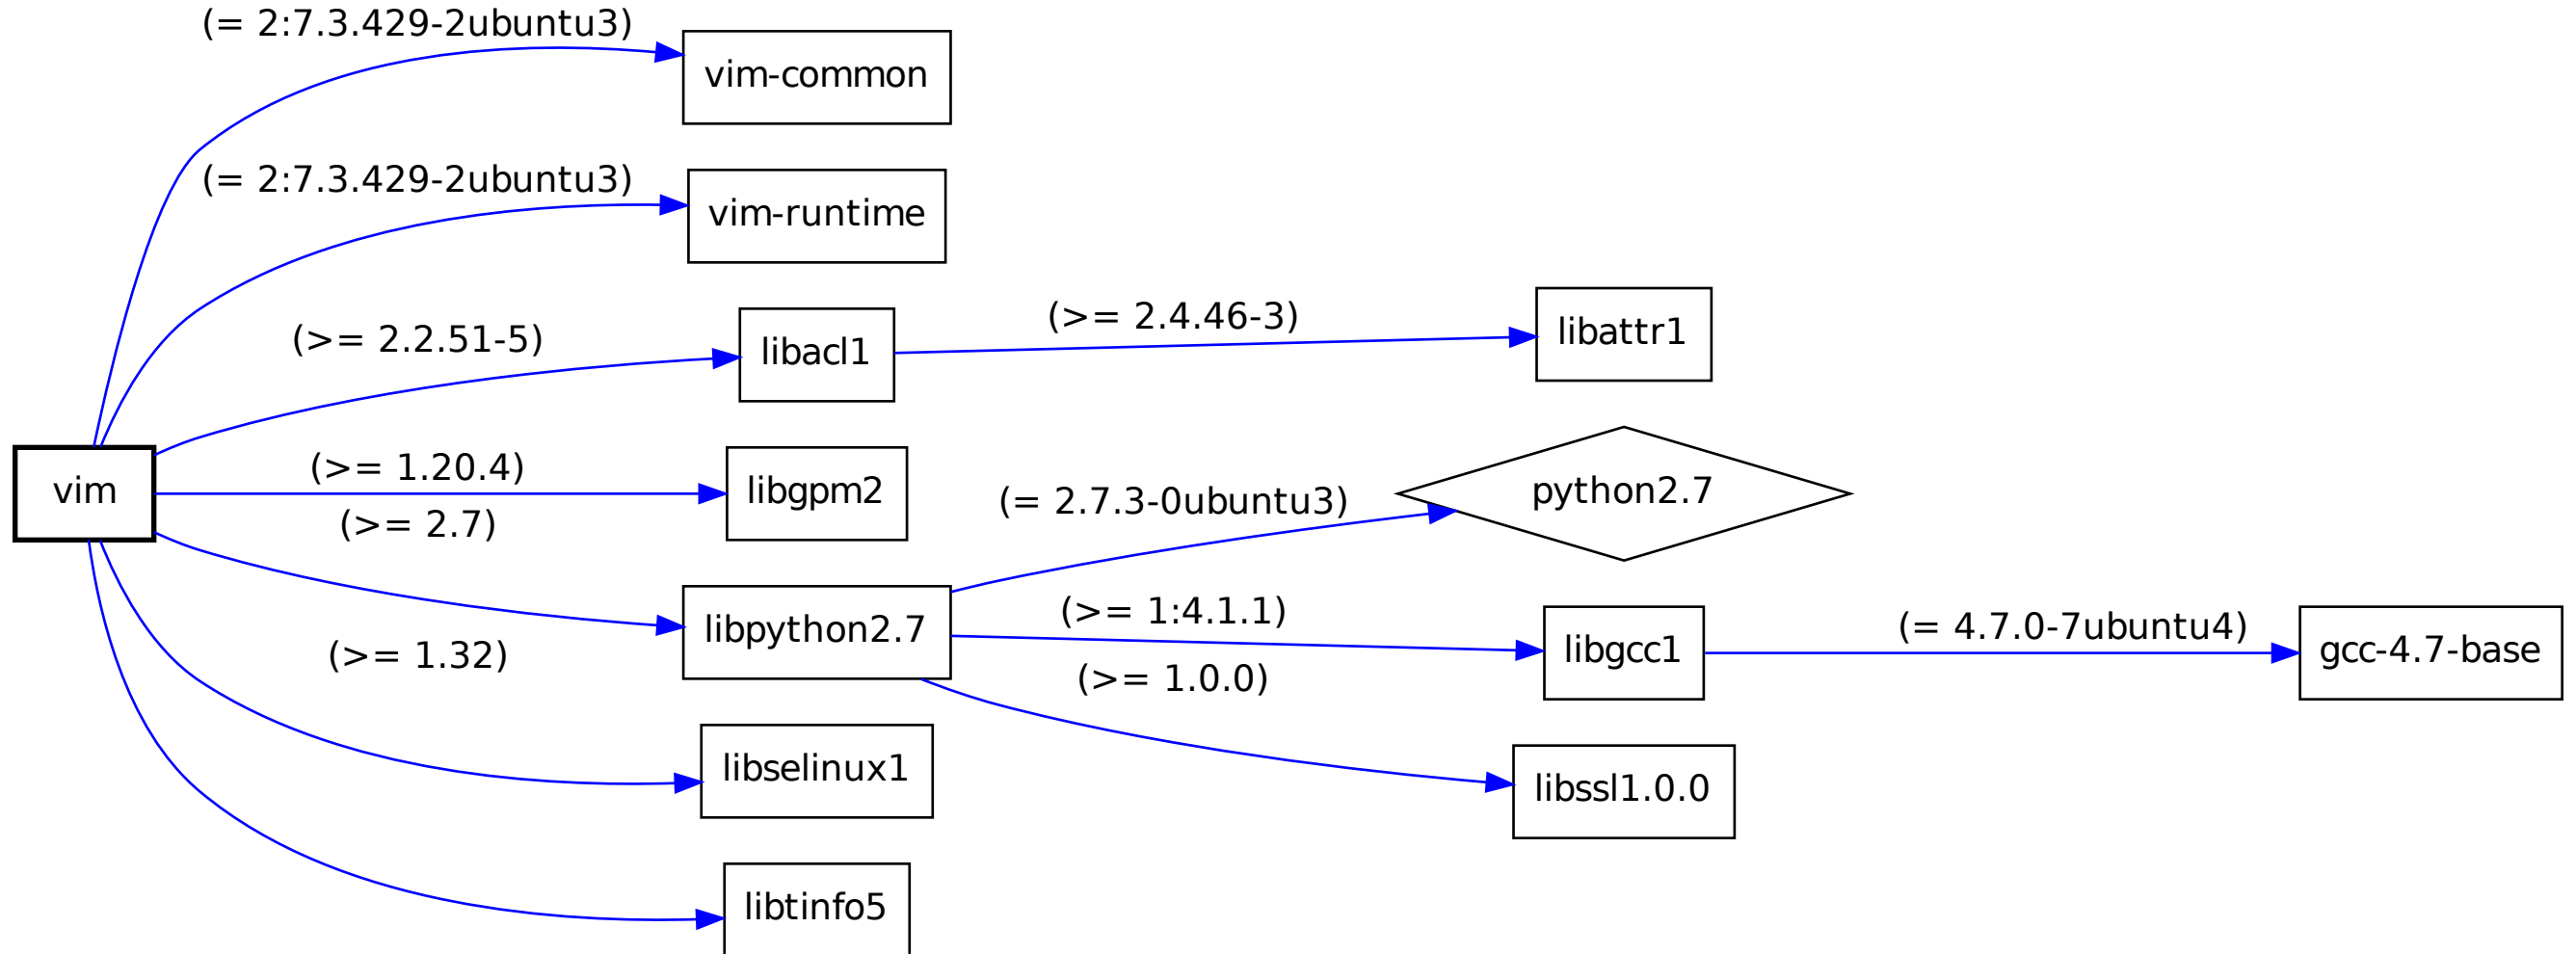 (= 2:7.3.429-2ubuntu3)
vim-common
(= 2:7.3.429-2ubuntu3)
vim-runtime
(>= 2.2.51-5)
libacl1
(>= 2.4.46-3)
libattr1
vim
(>= 1.20.4)
libgpm2
(= 2.7.3-0ubuntu3)
python2.7
(>= 2.7)
libpython2.7
(>= 1:4.1.1)
libgcc1
(= 4.7.0-7ubuntu4)
gcc-4.7-base
(>= 1.32)
(>= 1.0.0)
libselinux1
libssl1.0.0
libtinfo5